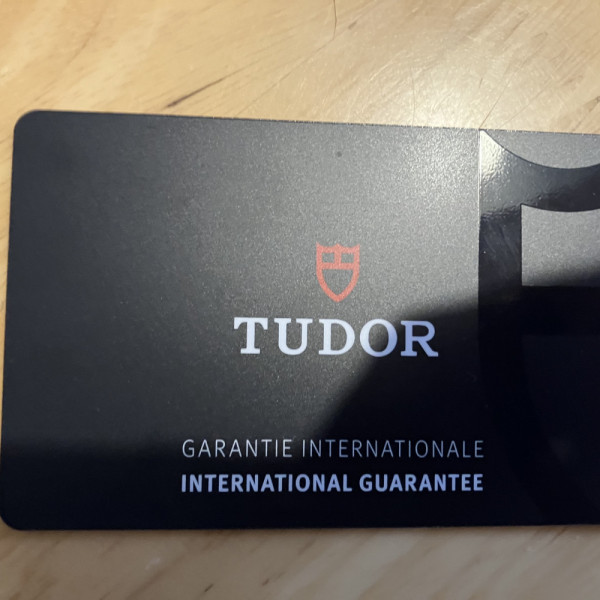 TUDOR
GARANTIE INTERNATIONALE
INTERNATIONAL GUARANTEE